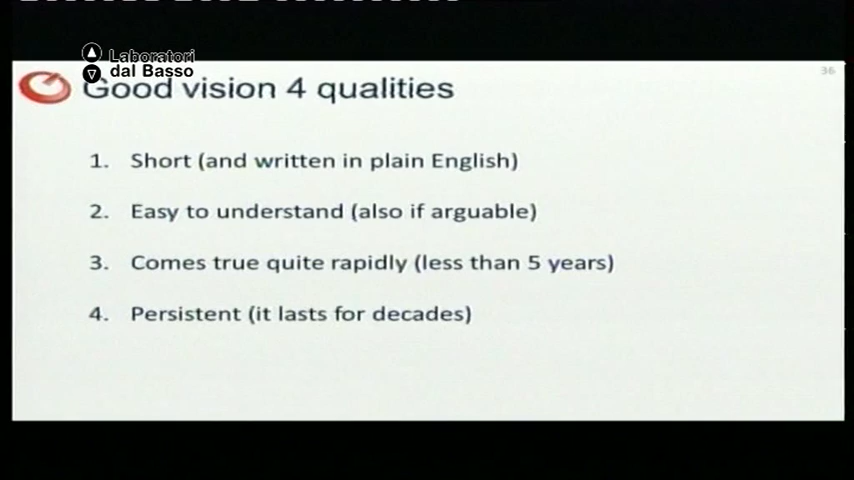 Laboratori
dal Basso
36
Good vision 4 qualities
1. Short (and written in plain English)
2. Easy to understand (also if arguable)
3. Comes true quite rapidly (less than 5 years)
4. Persistent (it lasts for decades)